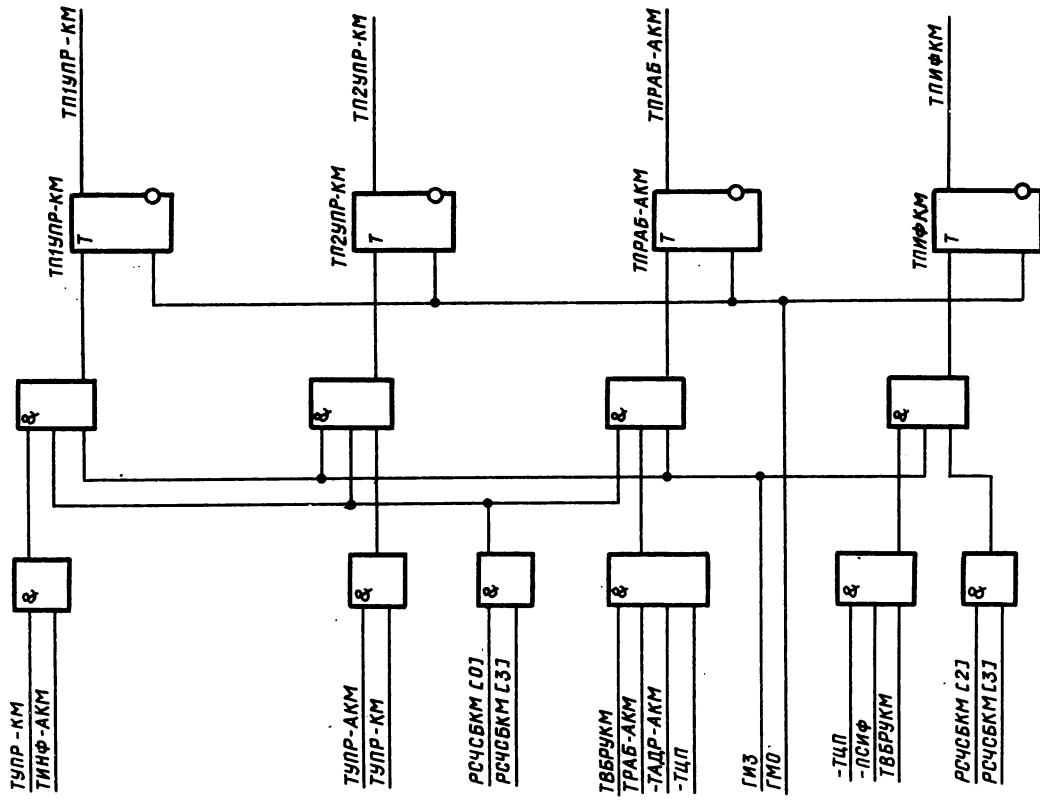 ТП1УПР-КМ
ТП1УПР-КМ
Т
&
&
ТУПР-КМ
ТИНФ-АКМ
ТП2УПР-КМ
ТП2УПР-КМ
Т
&
&
ТУПР-АКМ
ТУПР-КМ
&
РСЧСБКМ [0]
РСЧСБКМ [3]
ТПРАБ-АКМ
ТПРАБ-АКМ
Т
&
&
ТВБРУКМ
ТРАБ-АКМ
-ТАДР-АКМ
-ТЦП
ГИЗ
ГМО
ТПИФКМ
ТПИФКМ
Т
&
&
-ТЦП
-ПСИФ
ТВБРУКМ
&
РСЧСБКМ [2]
РСЧСБКМ [3]